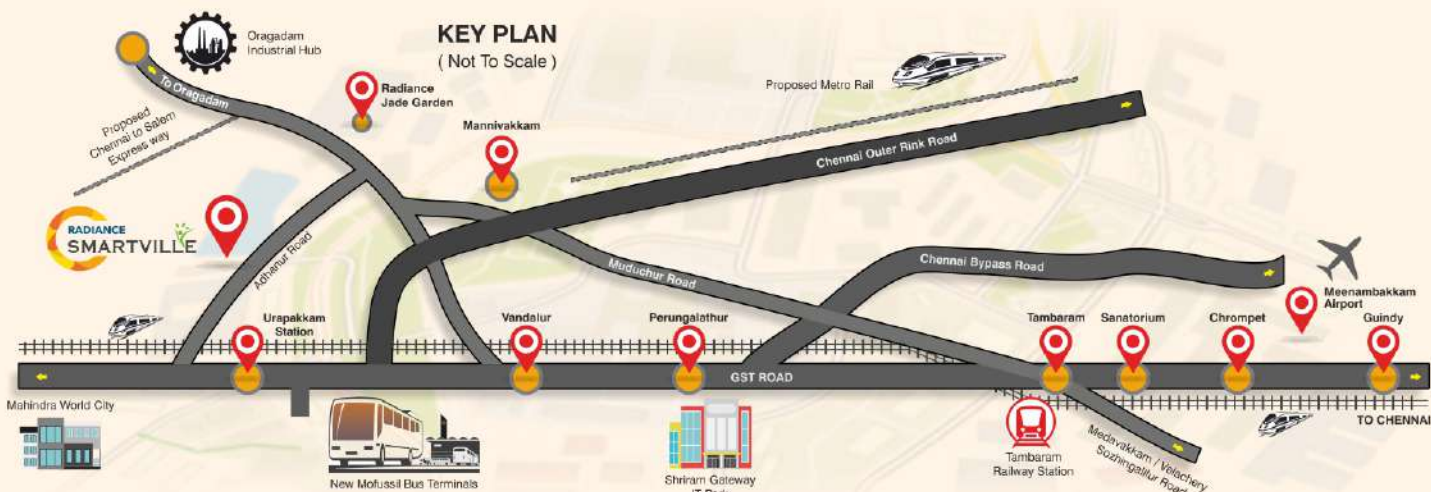 KEY PLAN
( Not To Scale )
Oragadam
Industrial Hub
To Oragadam
Proposed
Chennai to Salem
Express way
Radiance
Jade Garden
Mannivakkam
Proposed Metro Rail
Chennai Outer Rink Road
RADIANCE
SMARTVILLE
Adhanur Road
Muduchur Road
Chennai Bypass Road
Meenambakkam
Airport
Urapakkam
Station
Vandalur
Perungalathur
Tambaram
Sanatorium
Chrompet
Guindy
GST ROAD
Mahindra World City
New Mofussil Bus Terminals
Shriram Gateway
IT Park
Tambaram
Railway Station
Medavakkam / Velachery
Sozhingallur Road
TO CHENNAI